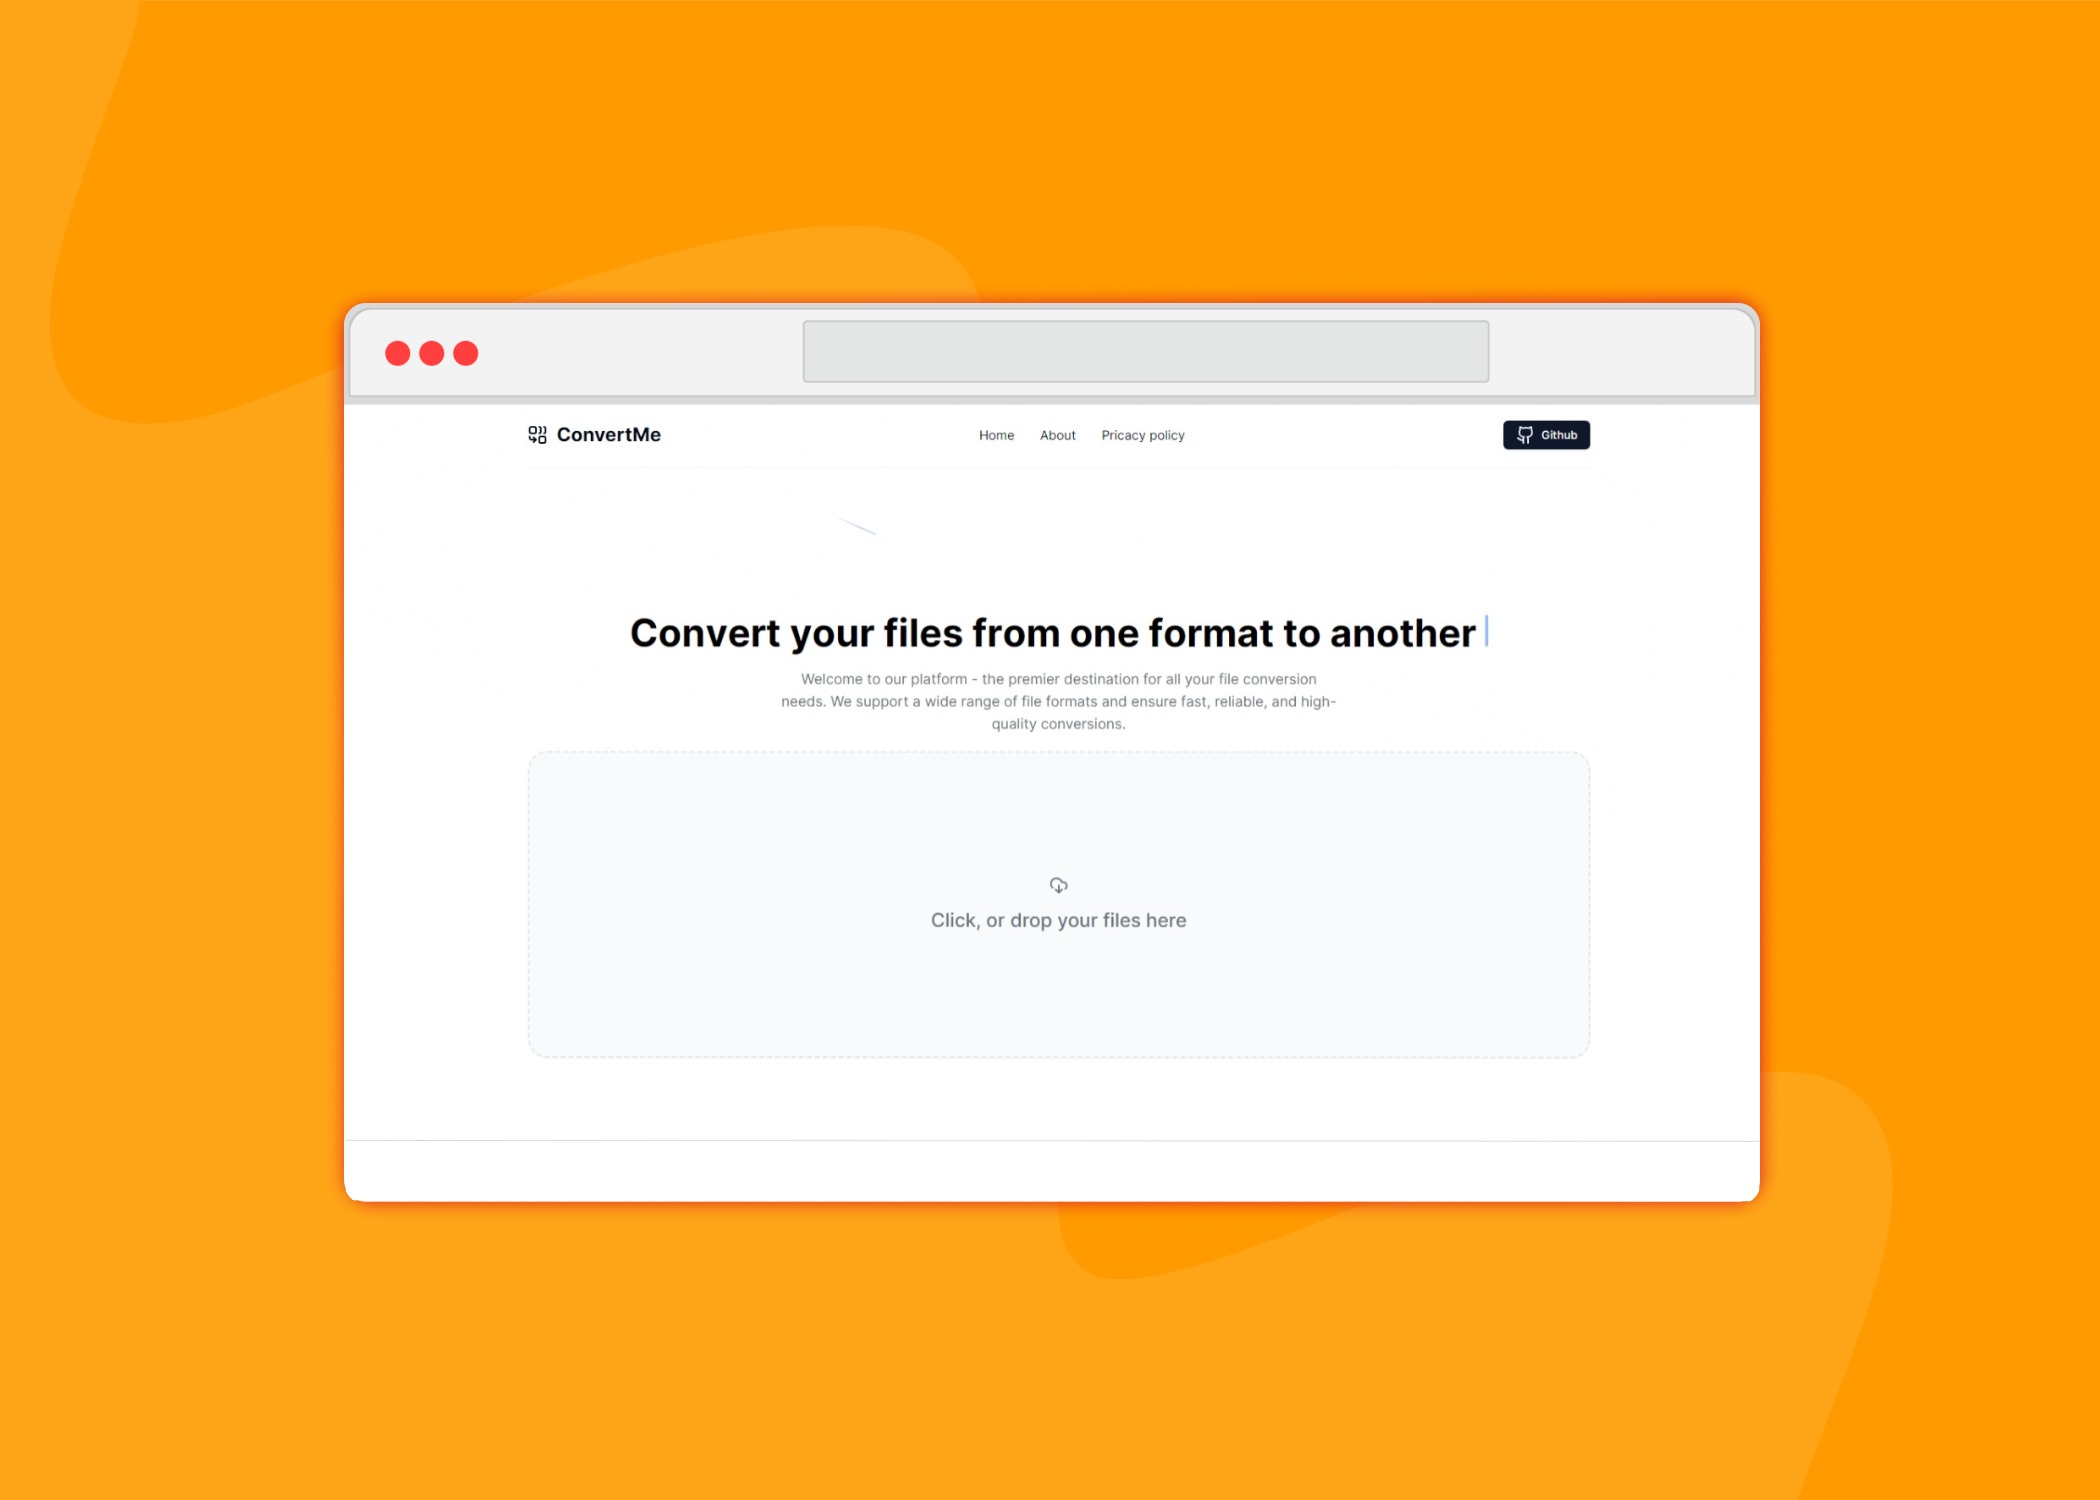 ConvertMe
Home About Pricacy policy
Github
Convert your files from one format to another
Welcome to our platform - the premier destination for all your file conversion
needs. We support a wide range of file formats and ensure fast, reliable, and high-
quality conversions.
Click, or drop your files here